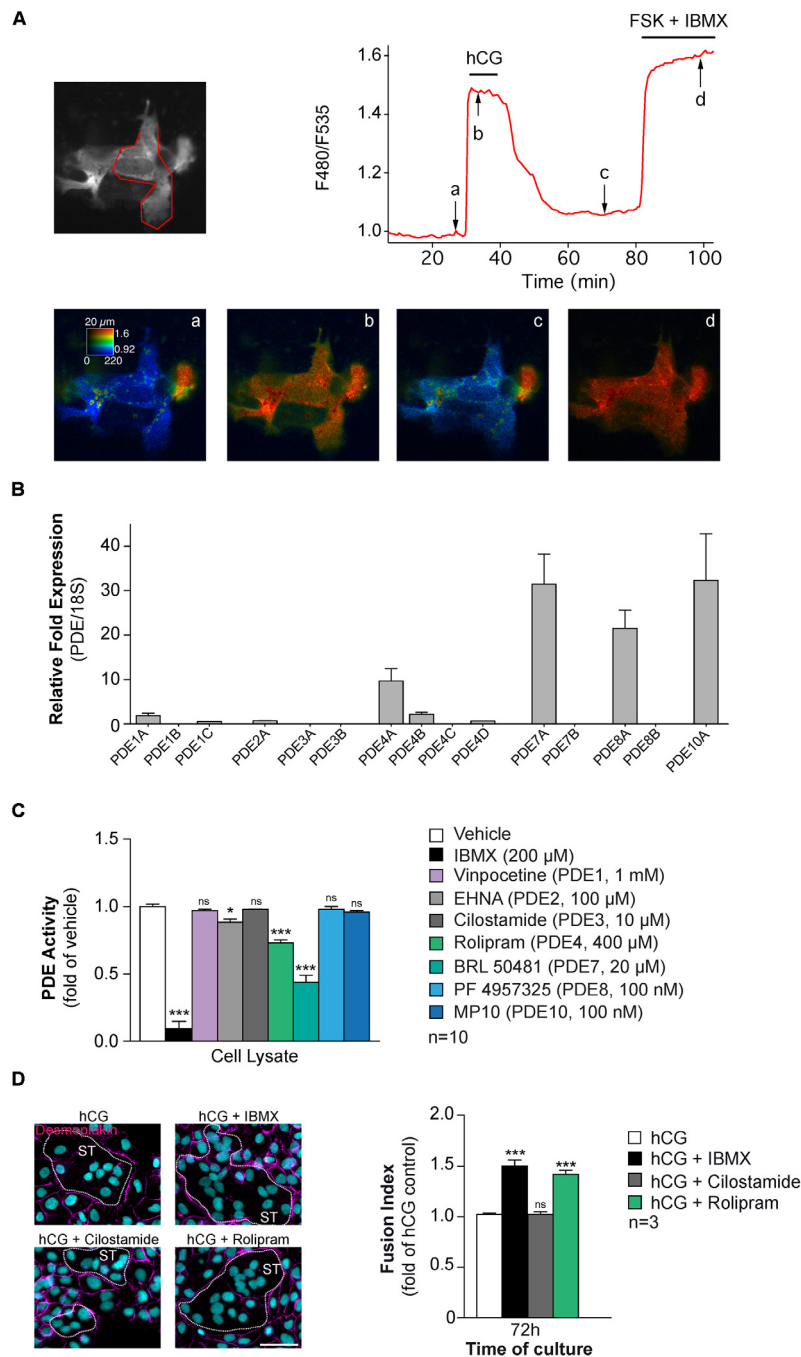 A
FSK + IBMX
hCG
F480/F535
1.6
1.4
1.2
1.0
a
b
c
d
20 40 60 80 100
Time (min)
a
20 µm
1.6
0.92
0 220
b
c
d
B
Relative Fold Expression
(PDE/18S)
40
30
20
10
0
PDE1A PDE1B PDE1C PDE2A PDE3A PDE3B PDE4A PDE4B PDE4C PDE4D PDE7A PDE7B PDE8A PDE8B PDE10A
C
PDE Activity
(fold of vehicle)
1.5
1.0
0.5
0.0
*** ns * ns *** *** ns ns
Cell Lysate
Vehicle
IBMX (200 µM)
Vinpocetine (PDE1, 1 mM)
EHNA (PDE2, 100 µM)
Cilostamide (PDE3, 10 µM)
Rolipram (PDE4, 400 µM)
BRL 50481 (PDE7, 20 µM)
PF 4957325 (PDE8, 100 nM)
MP10 (PDE10, 100 nM)
n=10
D
hCG
Desmoplakin
ST
hCG + IBMX
ST
hCG + Cilostamide
ST
hCG + Rolipram
ST
Fusion Index
(fold of hCG control)
2.0
1.5
1.0
0.5
0
*** ns ***
72h
Time of culture
hCG
hCG + IBMX
hCG + Cilostamide
hCG + Rolipram
n=3